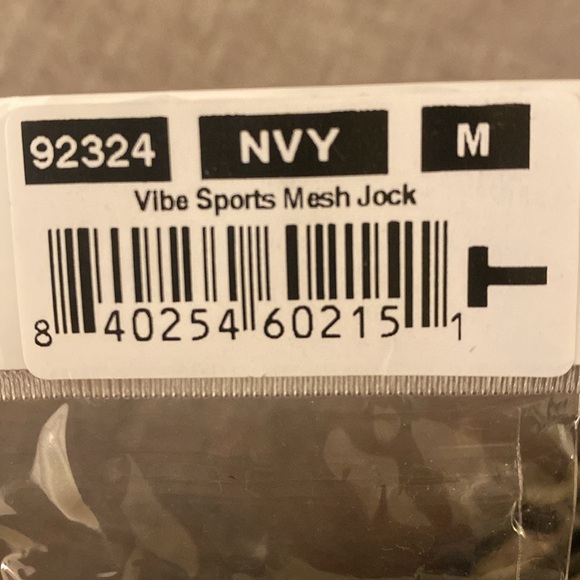 92324 NVY M
Vibe Sports Mesh Jock
8 40254 60215 1
T